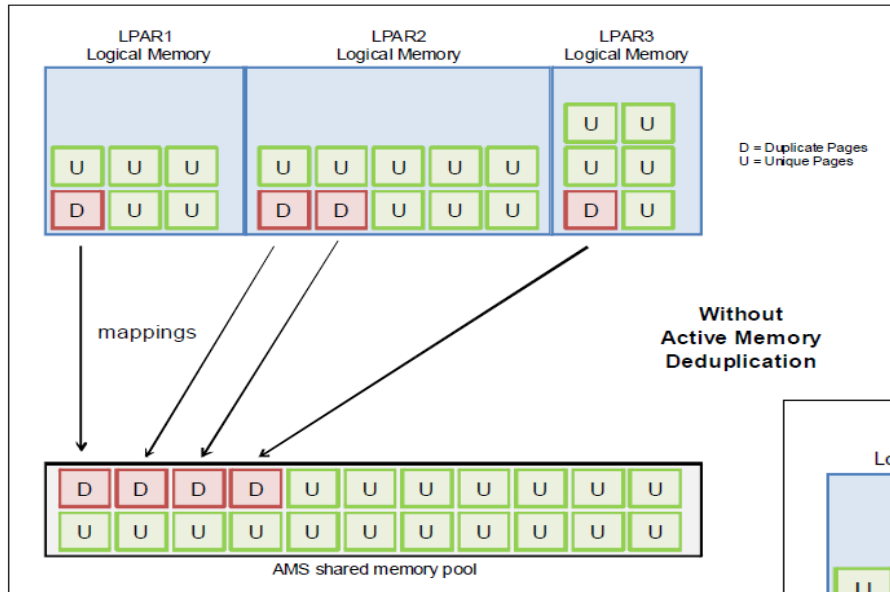 LPAR1 LPAR2 LPAR3
Logical Memory Logical Memory Logical Memory
U U
D = Duplicate Pages
U = Unique Pages
U U U U U U U U U U
D U U D D U U U D U
mappings
Without
Active Memory
Deduplication
D D D D U U U U U U U
U U U U U U U U U U U
AMS shared memory pool
Lo
U